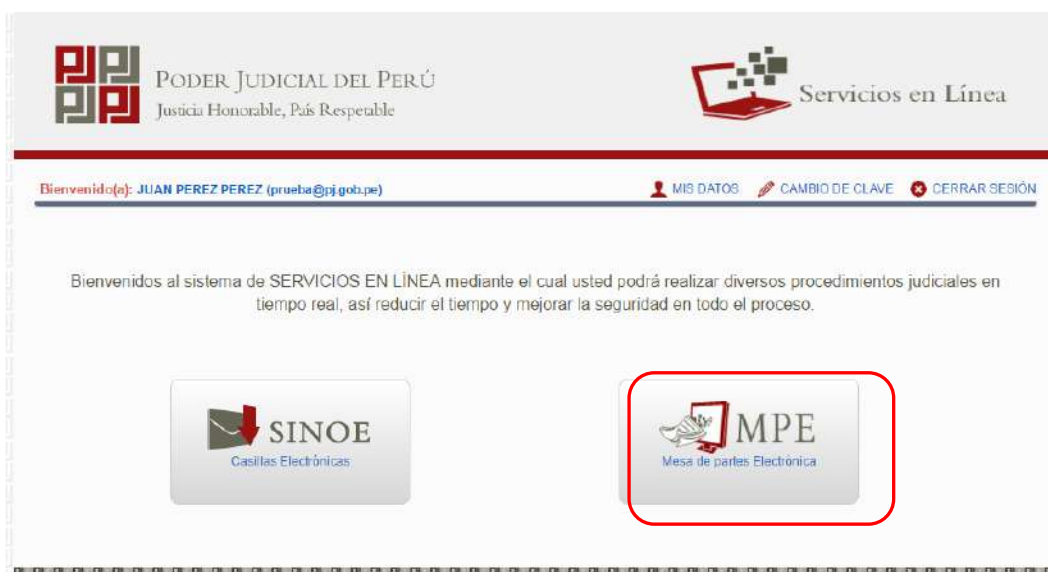 PODER JUDICIAL DEL PERÚ
Justicia Honorable, País Respetable
Servicios en Línea
Bienvenido(a): JUAN PEREZ PEREZ (prueba@pj.gob.pe)
MIS DATOS
CAMBIO DE CLAVE
CERRAR SESIÓN
Bienvenidos al sistema de SERVICIOS EN LÍNEA mediante el cual usted podrá realizar diversos procedimientos judiciales en
tiempo real, así reducir el tiempo y mejorar la seguridad en todo el proceso.
SINOE
Casillas Electrónicas
MPE
Mesa de partes Electrónica